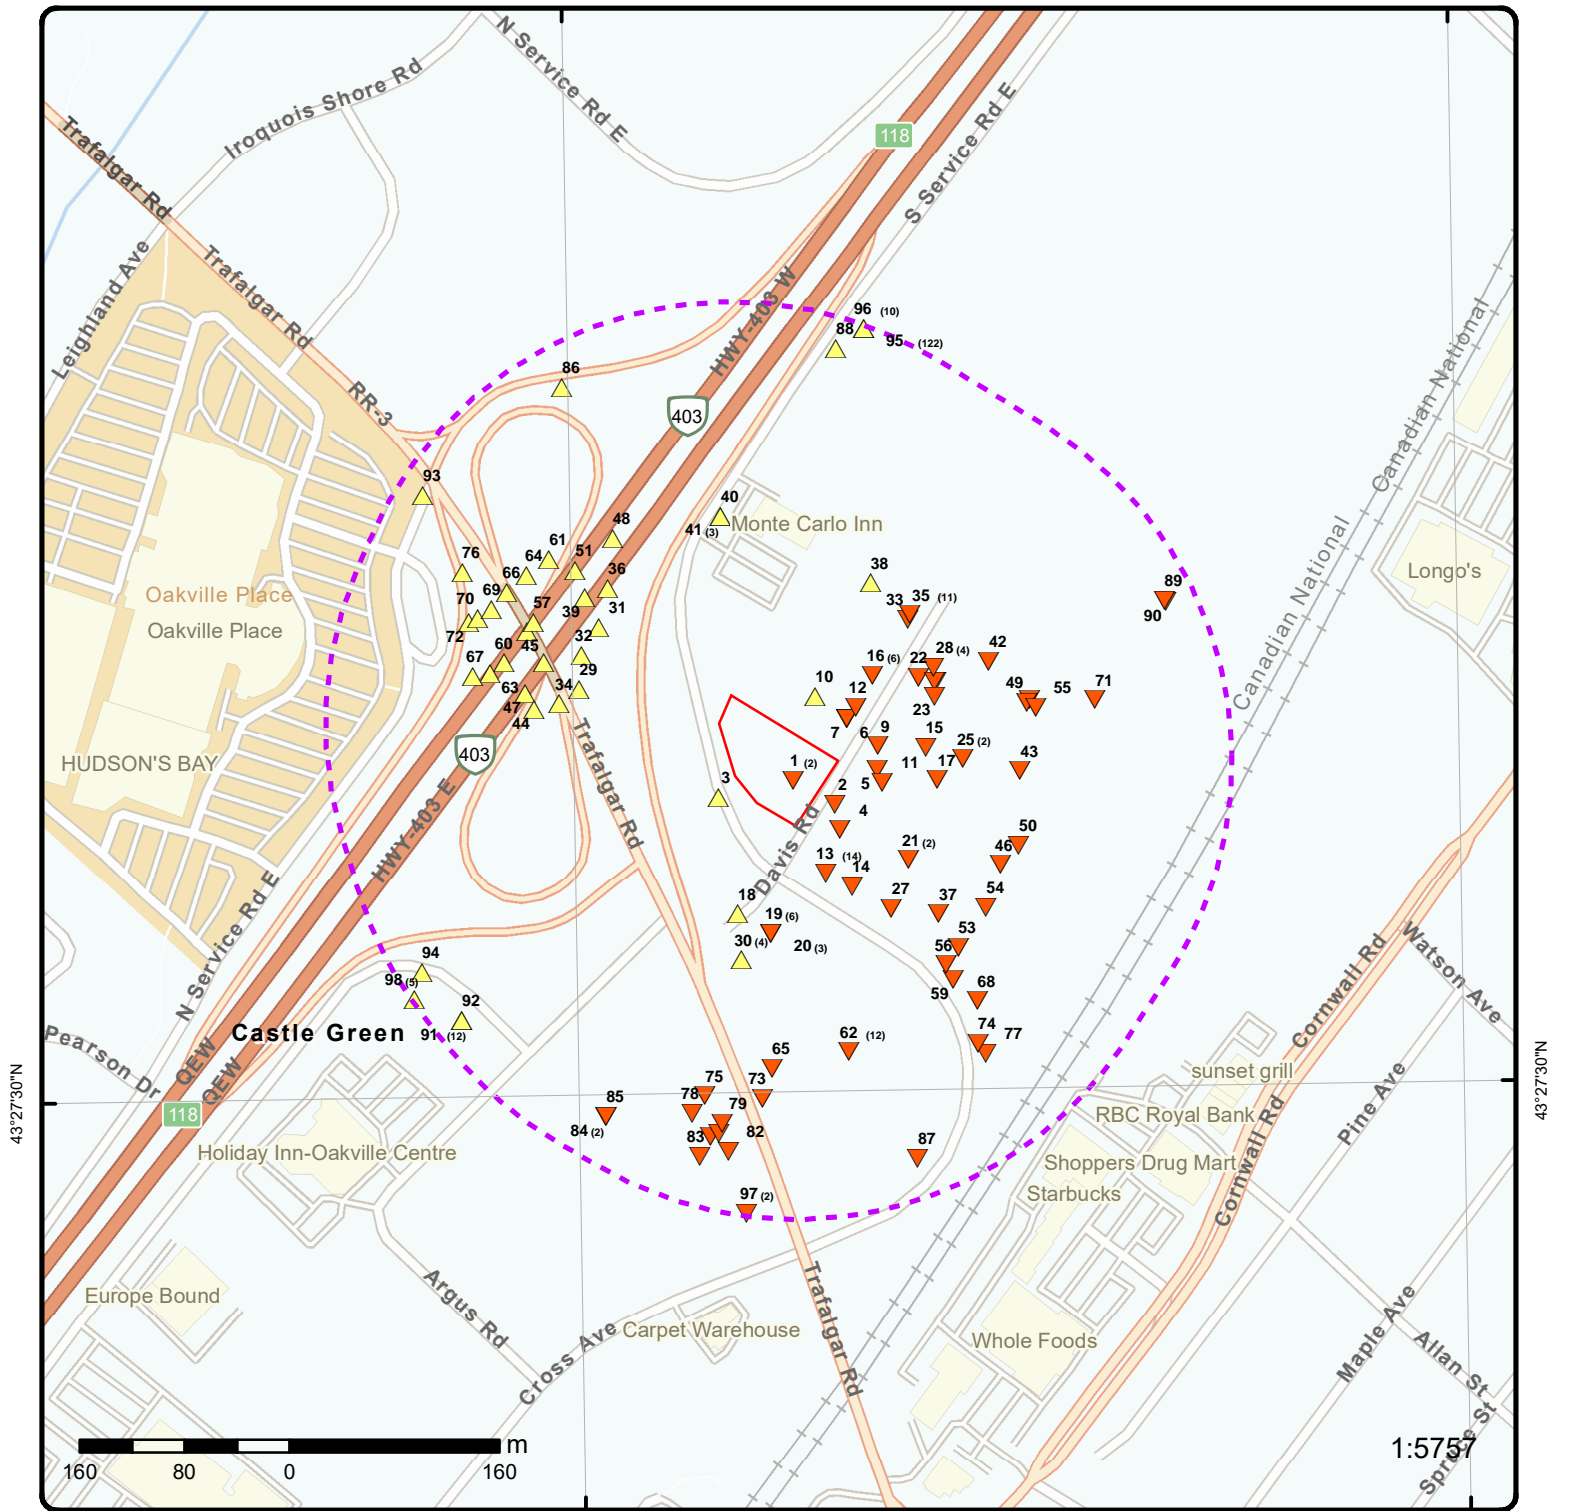 N Service Rd E
Iroquois Shore Rd
118
S Service Rd E
Trafalgar Rd
Leighland Ave
Trafalgar Rd
HWY-403 W
RR-3
403
96 (10)
88
95 (122)
86
Canadian National
93
40
41 (3)
Monte Carlo Inn
48
61
51
64
76
66
36
38
35 (11)
33
89
90
Longo's
Oakville Place
Oakville Place
70
69
57
39
31
72
32
60
45
67
29
63
34
47
44
Canadian National
16 (6)
22
28 (4)
42
10
12
7
23
49
55
71
403
HUDSON'S BAY
Trafalgar Rd
6
9
15
25 (2)
43
1 (2)
11
17
3
5
2
4
HWY-403 E
Davis Rd
13 (14)
14
21 (2)
50
46
27
37
54
18
19 (6)
30 (4)
20 (3)
53
56
59
68
N Service Rd E
94
98 (5)
92
91 (12)
Castle Green
Pearson Dr
QEW
QEW
118
Cornwall Rd
Watson Ave
74
77
62 (12)
65
75
73
78
79
82
83
85
84 (2)
87
97 (2)
sunset grill
RBC Royal Bank
Pine Ave
Shoppers Drug Mart
Starbucks
Cornwall Rd
43°27'30"N
43°27'30"N
Holiday Inn-Oakville Centre
Europe Bound
Argus Rd
Cross Ave
Carpet Warehouse
Trafalgar Rd
Whole Foods
Maple Ave
Allan St
Spruce St
m
160 80 0 160
1:5757